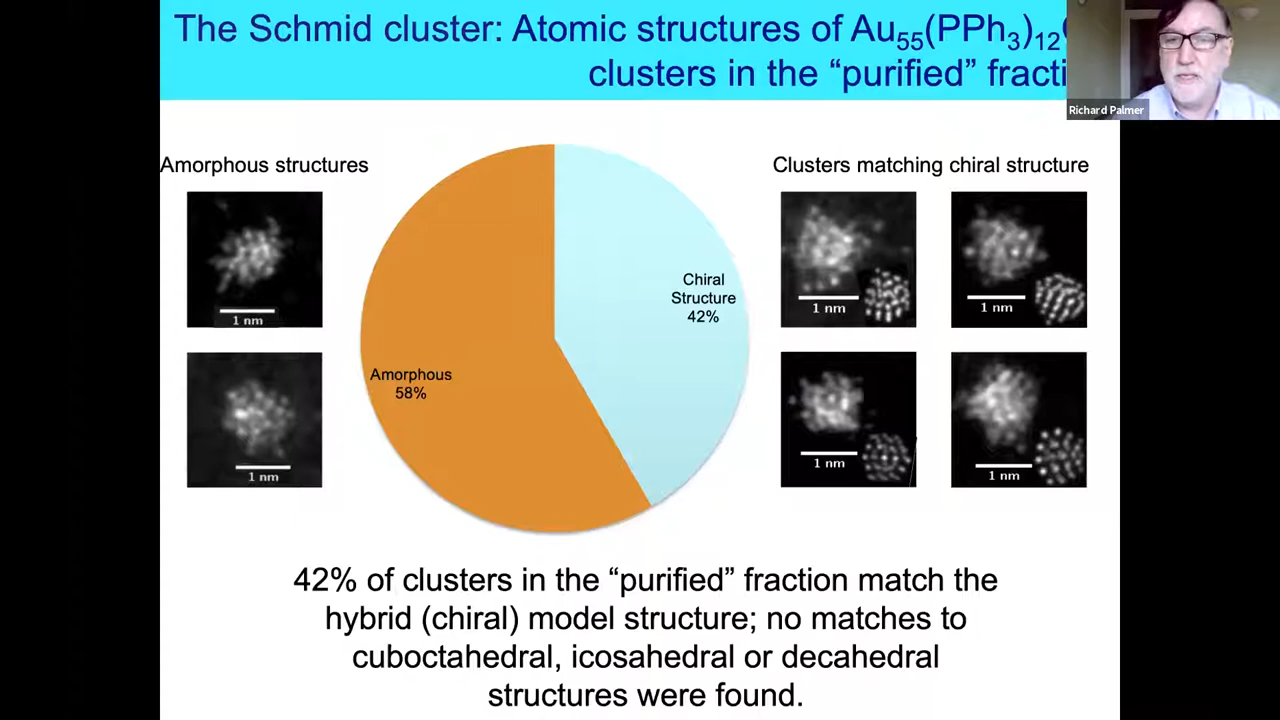 The Schmid cluster: Atomic structures of Au55(PPh3)12
clusters in the “purified”
Richard Palmer
Amorphous structures
Clusters matching chiral structure
Chiral
Structure
42%
Amorphous
58%
1 nm
1 nm
1 nm
1 nm
1 nm
1 nm
42% of clusters in the “purified” fraction match the
hybrid (chiral) model structure; no matches to
cuboctahedral, icosahedral or decahedral
structures were found.